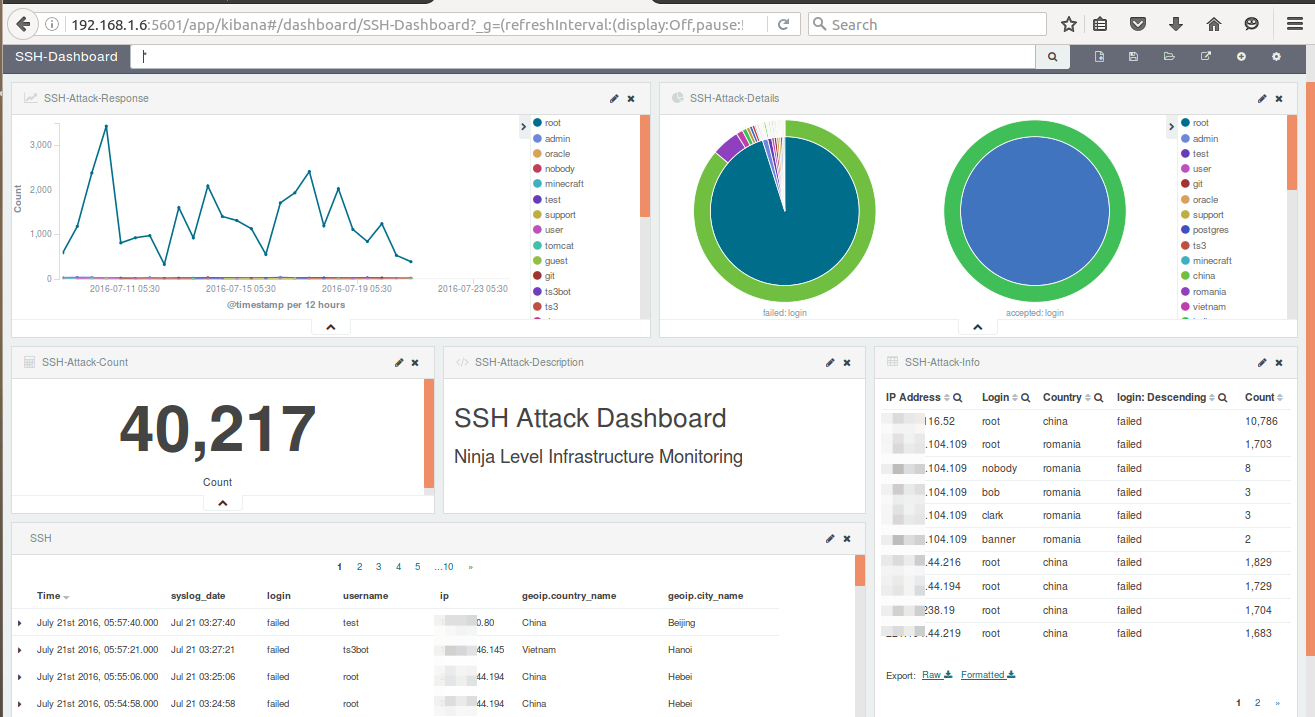 192.168.1.6:5601/app/kibana#/dashboard/SSH-Dashboard?_g=(refreshInterval:(display:Off,pause:! Search
SSH-Dashboard *
SSH-Attack-Response
Count
3,000
2,000
1,000
0
2016-07-11 05:30 2016-07-15 05:30 2016-07-19 05:30 2016-07-23 05:30
@timestamp per 12 hours
root
admin
oracle
nobody
minecraft
test
support
user
tomcat
guest
git
ts3bot
ts3
SSH-Attack-Details
failed: login accepted: login
root
admin
test
user
git
oracle
support
postgres
ts3
minecraft
china
romania
vietnam
SSH-Attack-Count
40,217
Count
SSH-Attack-Description
SSH Attack Dashboard
Ninja Level Infrastructure Monitoring
SSH-Attack-Info
IP Address Login Country login: Descending Count
116.52 root china failed 10,786
.104.109 root romania failed 1,703
.104.109 nobody romania failed 8
.104.109 bob romania failed 3
.104.109 clark romania failed 3
.104.109 banner romania failed 2
.44.216 root china failed 1,829
.44.194 root china failed 1,729
238.19 root china failed 1,704
.44.219 root china failed 1,683
Export: Raw Formatted
1 2 »
SSH
1 2 3 4 5 ...10 »
Time syslog_date login username ip geoip.country_name geoip.city_name
July 21st 2016, 05:57:40.000 Jul 21 03:27:40 failed test 0.80 China Beijing
July 21st 2016, 05:57:21.000 Jul 21 03:27:21 failed ts3bot 46.145 Vietnam Hanoi
July 21st 2016, 05:55:06.000 Jul 21 03:25:06 failed root 44.194 China Hebei
July 21st 2016, 05:54:58.000 Jul 21 03:24:58 failed root 44.194 China Hebei